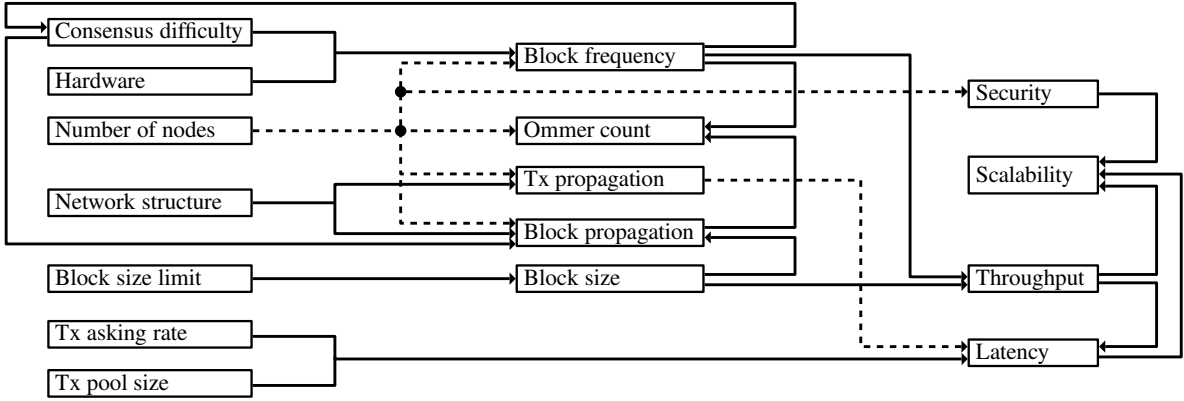 Consensus difficulty
Hardware
Number of nodes
Network structure
Block size limit
Tx asking rate
Tx pool size
Block frequency
Ommer count
Tx propagation
Block propagation
Block size
Security
Scalability
Throughput
Latency